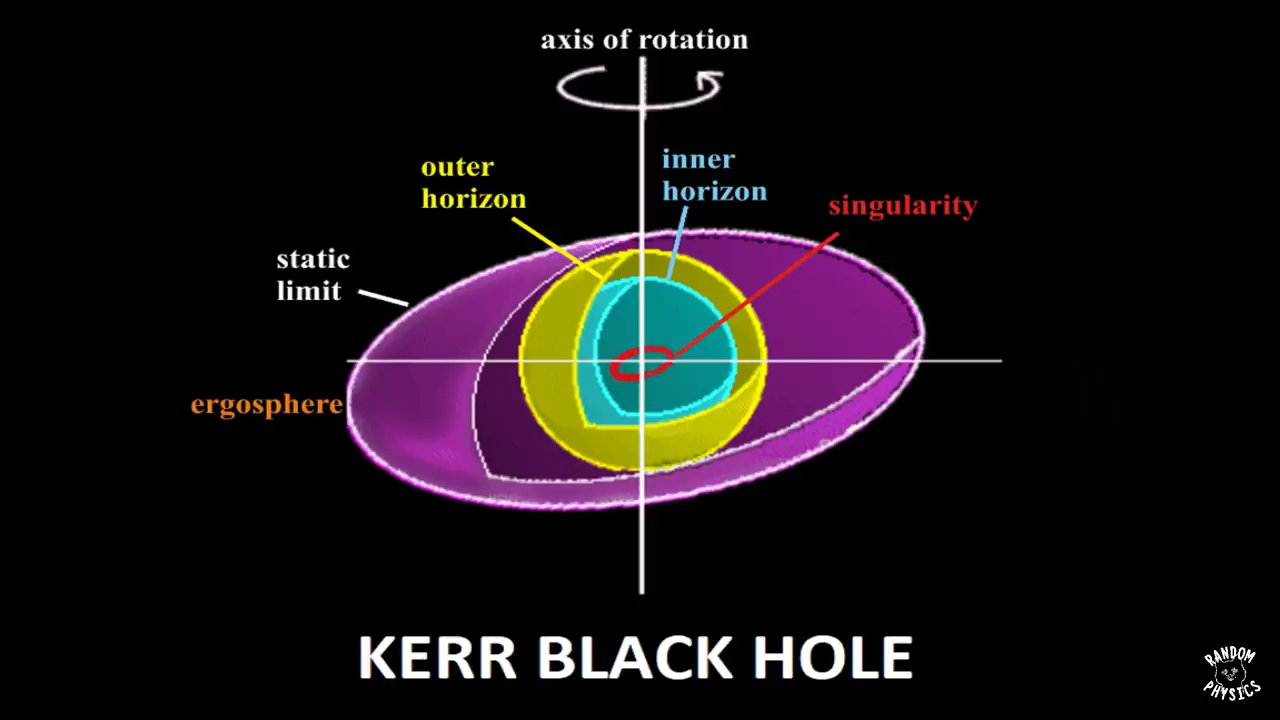 axis of rotation
outer
horizon
inner
horizon
singularity
static
limit
ergosphere
KERR BLACK HOLE
RANDOM
PHYSICS